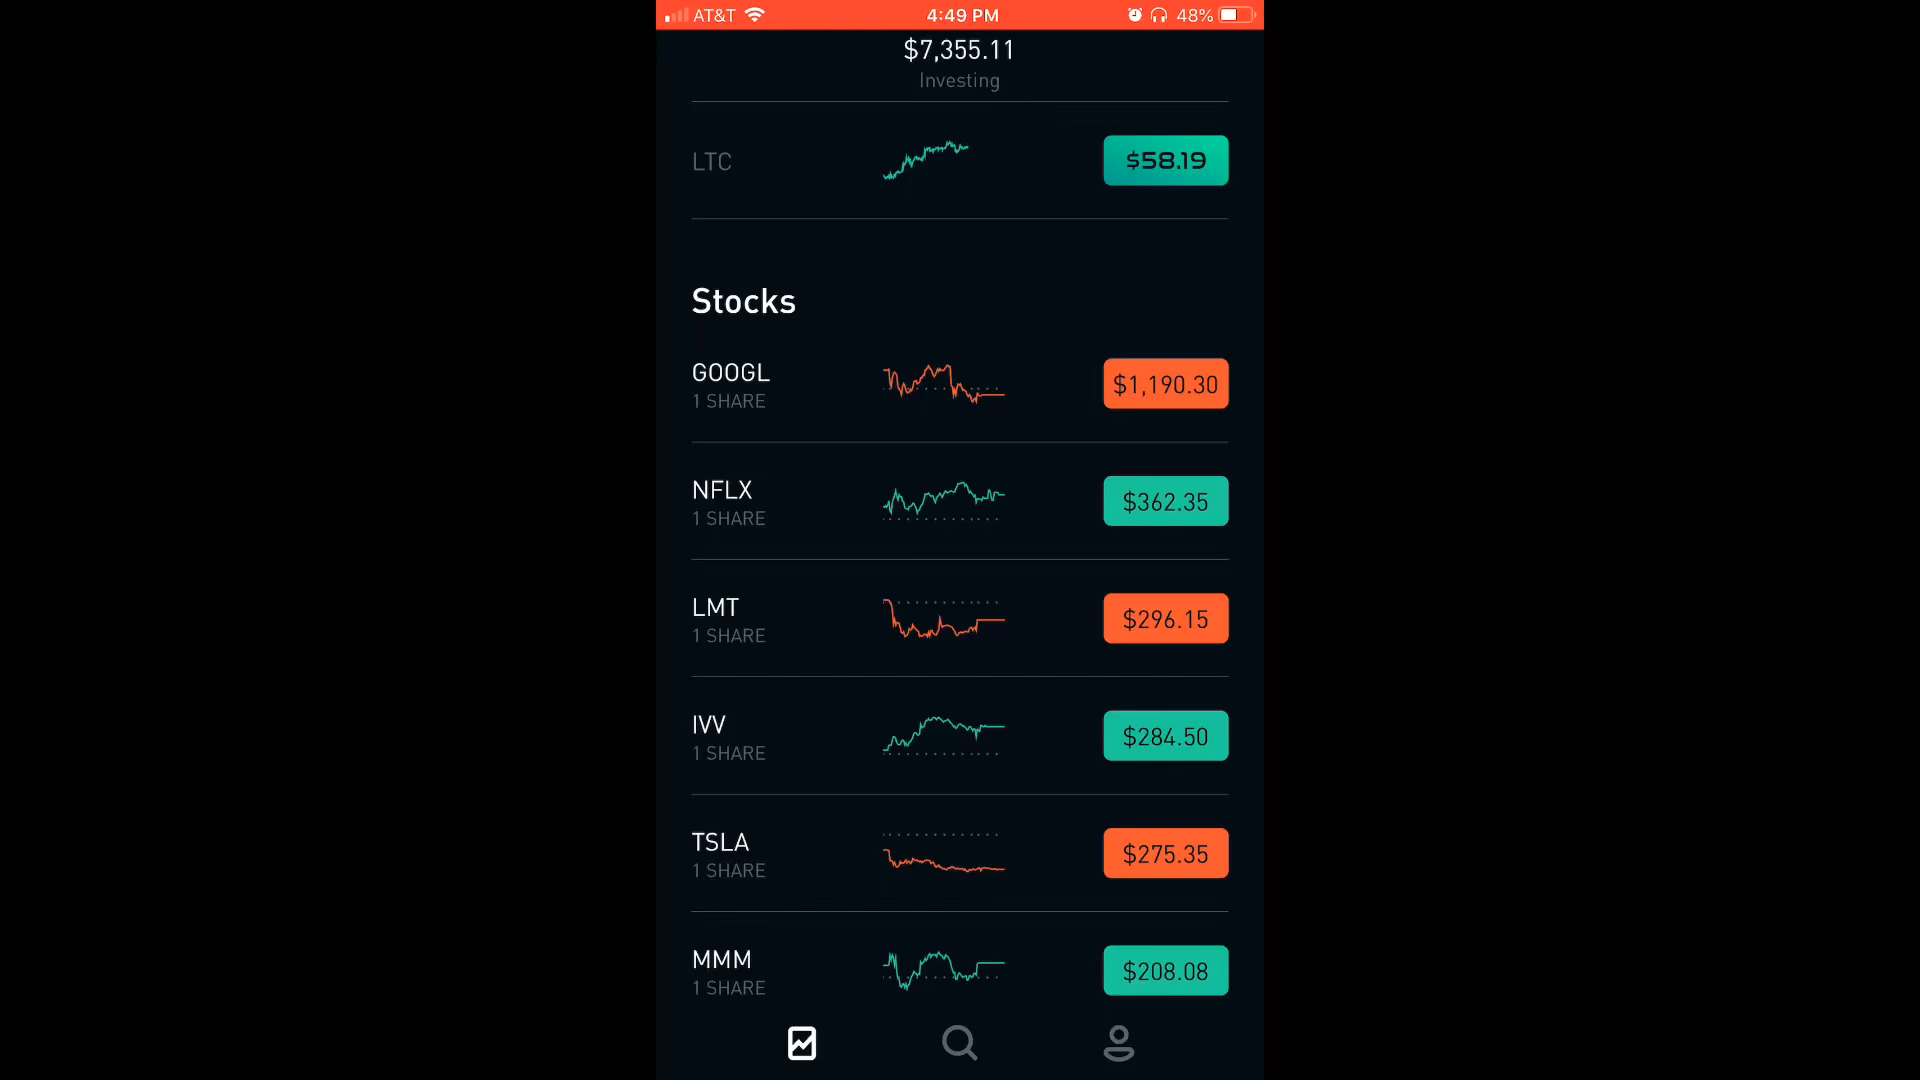 AT&T 4:49 PM 48%
$7,355.11
Investing
LTC $58.19
Stocks
GOOGL $1,190.30
1 SHARE
NFLX $362.35
1 SHARE
LMT $296.15
1 SHARE
IVV $284.50
1 SHARE
TSLA $275.35
1 SHARE
MMM $208.08
1 SHARE